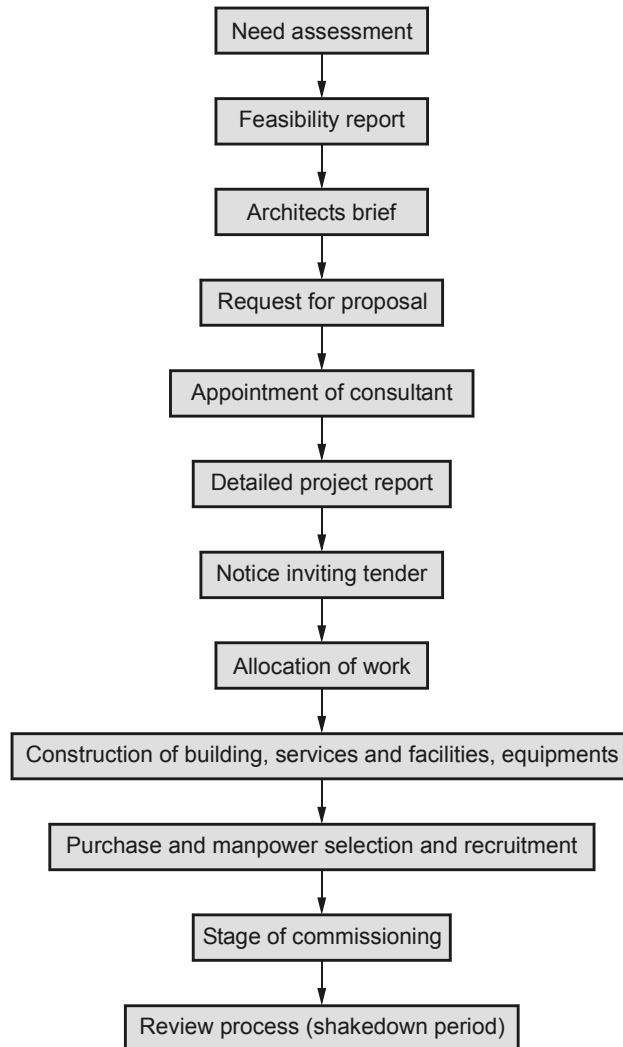 Need assessment
Feasibility report
Architects brief
Request for proposal
Appointment of consultant
Detailed project report
Notice inviting tender
Allocation of work
Construction of building, services and facilities, equipments
Purchase and manpower selection and recruitment
Stage of commissioning
Review process (shakedown period)